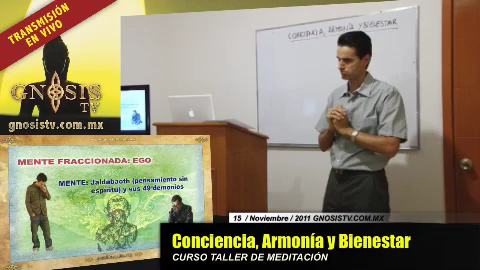 TRANSMISIÓN
EN VIVO
GNOSIS
TV
gnosistv.com.mx
CONCIENCIA, ARMONÍA Y BIENESTAR
MENTE FRACCIONADA: EGO
MENTE: Jaldabaoth (pensamiento sin
espíritu) y sus 49 demonios
15 / Noviembre / 2011 GNOSISTV.COM.MX
Conciencia, Armonía y Bienestar
CURSO TALLER DE MEDITACIÓN